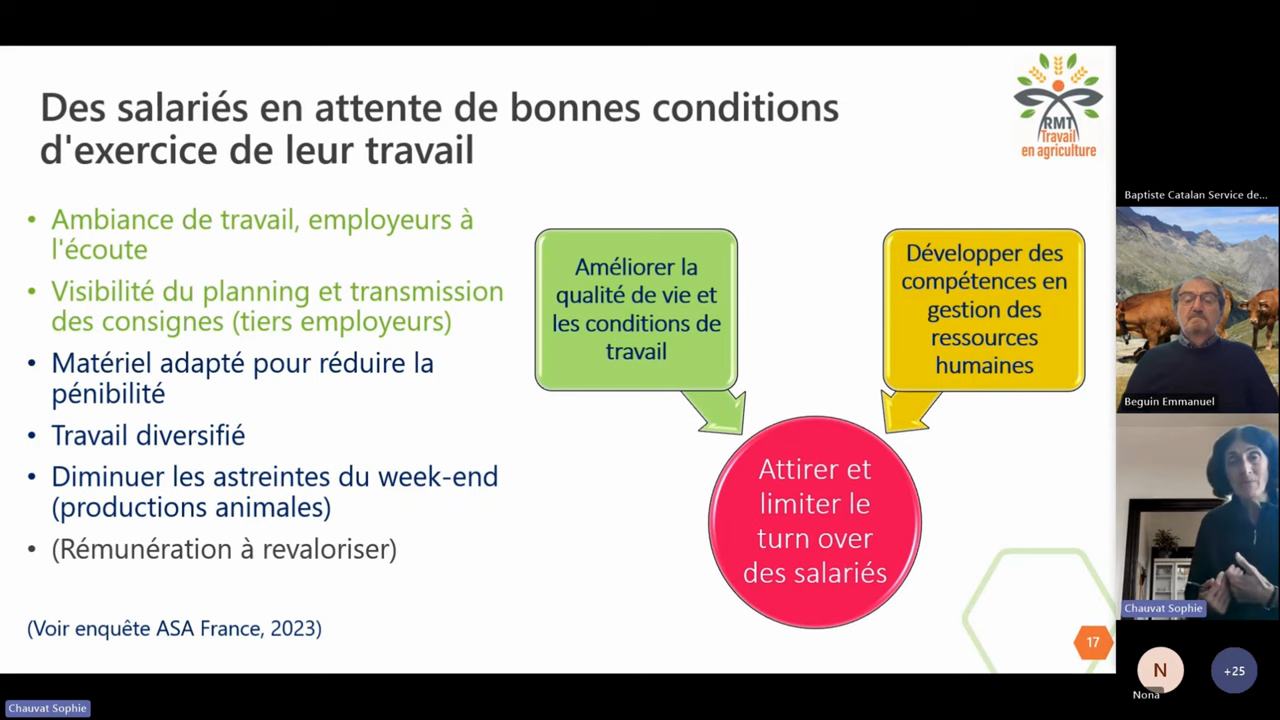 Des salariés en attente de bonnes conditions
d'exercice de leur travail
RMT
Travail
en agriculture
• Ambiance de travail, employeurs à
l'écoute
• Visibilité du planning et transmission
des consignes (tiers employeurs)
• Matériel adapté pour réduire la
pénibilité
• Travail diversifié
• Diminuer les astreintes du week-end
(productions animales)
• (Rémunération à revaloriser)
(Voir enquête ASA France, 2023)
Améliorer la
qualité de vie et
les conditions de
travail
Développer des
compétences en
gestion des
ressources
humaines
Attirer et
limiter le
turn over
des salariés
17
Baptiste Catalan Service de...
Beguin Emmanuel
Chauvat Sophie
N
Nona
+25
Chauvat Sophie